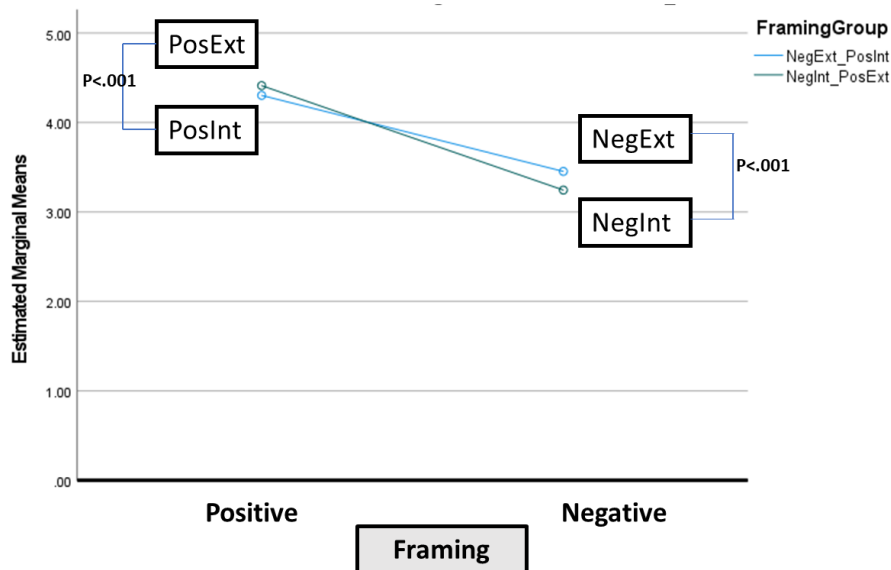 5.00
4.00
3.00
2.00
1.00
.00
Estimated Marginal Means
PosExt
P<.001
PosInt
NegExt
P<.001
NegInt
FramingGroup
NegExt_PosInt
NegInt_PosExt
Positive
Negative
Framing